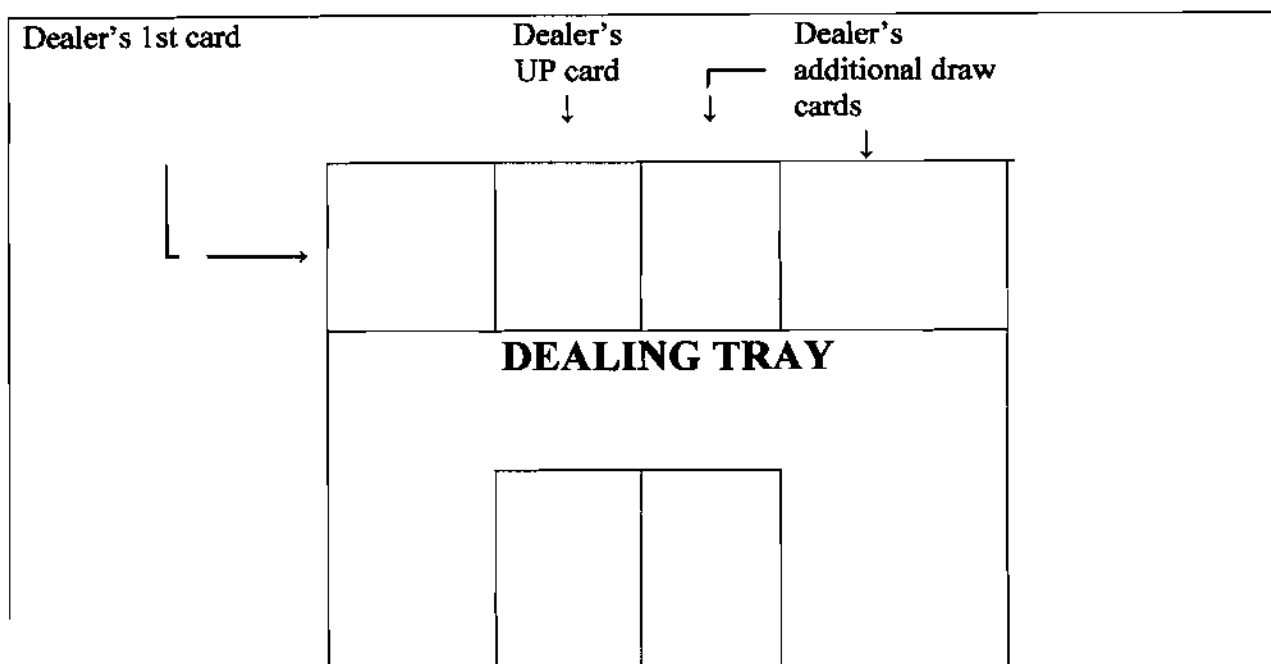 Dealer's 1st card
Dealer's
UP card
Dealer's
additional draw
cards
DEALING TRAY